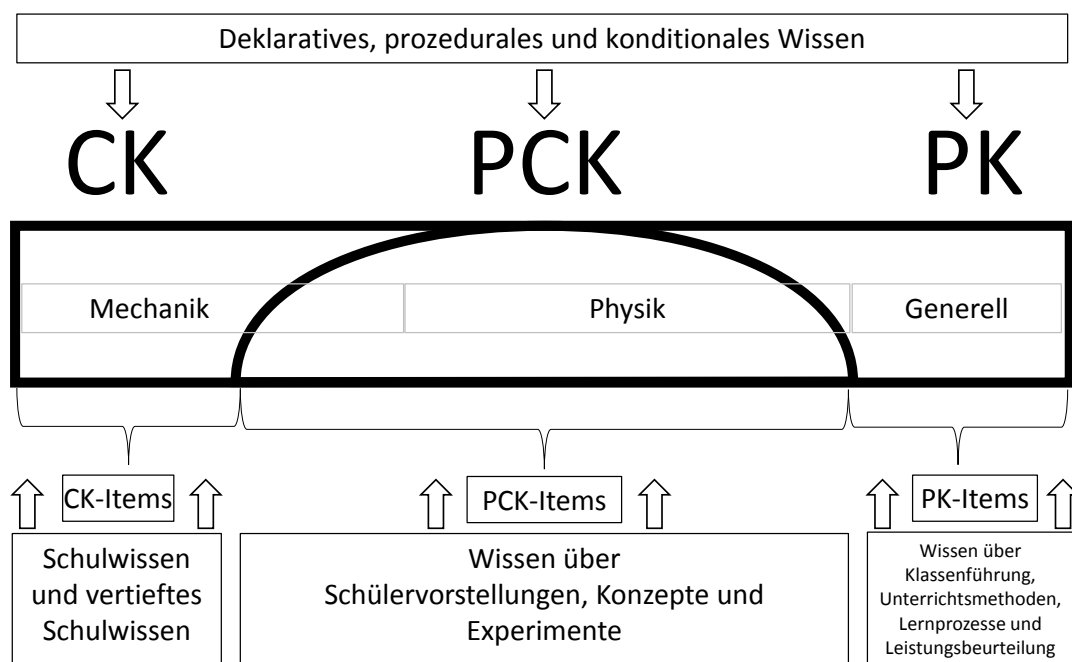 Deklaratives, prozedurales und konditionales Wissen
CK
PCK
PK
Mechanik
Physik
Generell
CK-Items
PCK-Items
PK-Items
Schulwissen
und vertieftes
Schulwissen
Wissen über
Schülervorstellungen, Konzepte und
Experimente
Wissen über
Klassenführung,
Unterrichtsmethoden,
Lernprozesse und
Leistungsbeurteilung